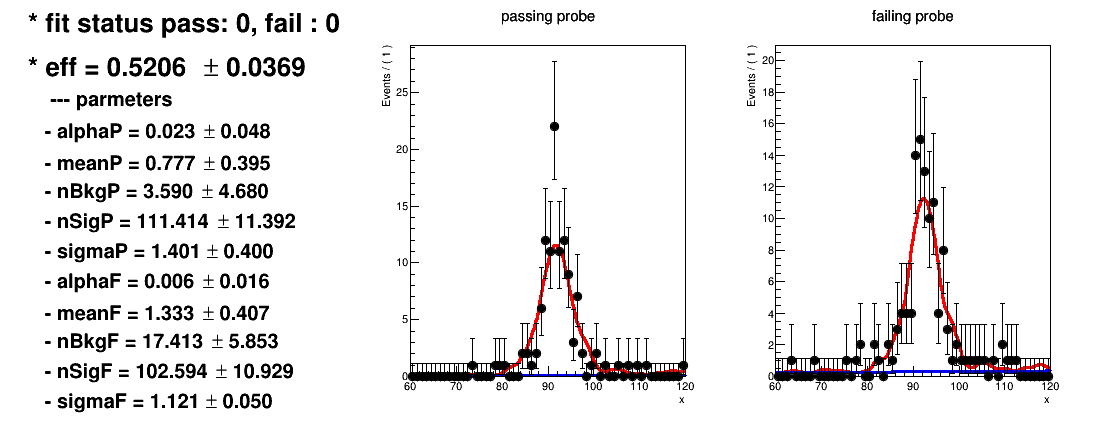 * fit status pass: 0, fail : 0
* eff = 0.5206 ± 0.0369
--- parmeters
- alphaP = 0.023 ± 0.048
- meanP = 0.777 ± 0.395
- nBkgP = 3.590 ± 4.680
- nSigP = 111.414 ± 11.392
- sigmaP = 1.401 ± 0.400
- alphaF = 0.006 ± 0.016
- meanF = 1.333 ± 0.407
- nBkgF = 17.413 ± 5.853
- nSigF = 102.594 ± 10.929
- sigmaF = 1.121 ± 0.050
passing probe
Events / ( 1 )
25
20
15
10
5
0
60 70 80 90 100 110 120
x
failing probe
Events / ( 1 )
20
18
16
14
12
10
8
6
4
2
0
60 70 80 90 100 110 120
x